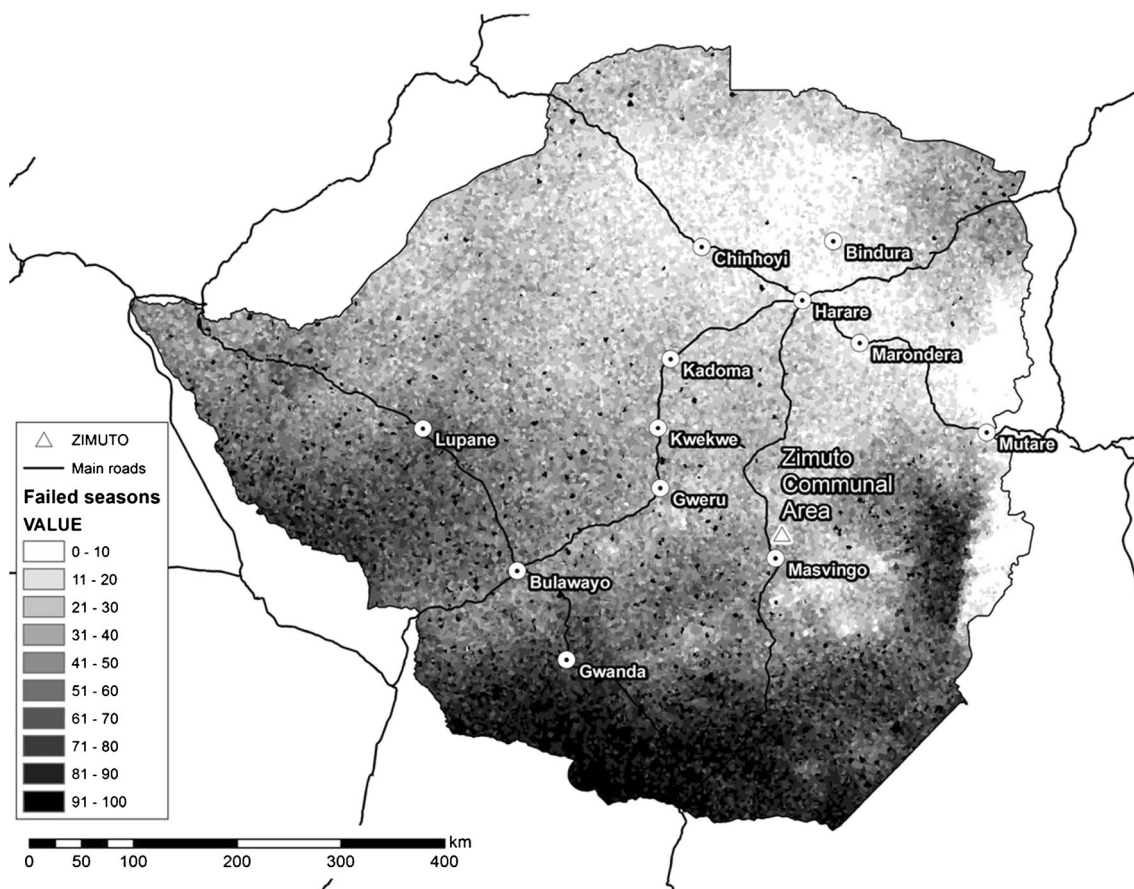 Chinhoyi
Bindura
Harare
Marondera
Kadoma
Lupane
Kwekwe
Mutare
Zimuto
Communal
Area
Gweru
Masvingo
Bulawayo
Gwanda
ZIMUTO
Main roads
Failed seasons
VALUE
0 - 10
11 - 20
21 - 30
31 - 40
41 - 50
51 - 60
61 - 70
71 - 80
81 - 90
91 - 100
km
0 50 100 200 300 400